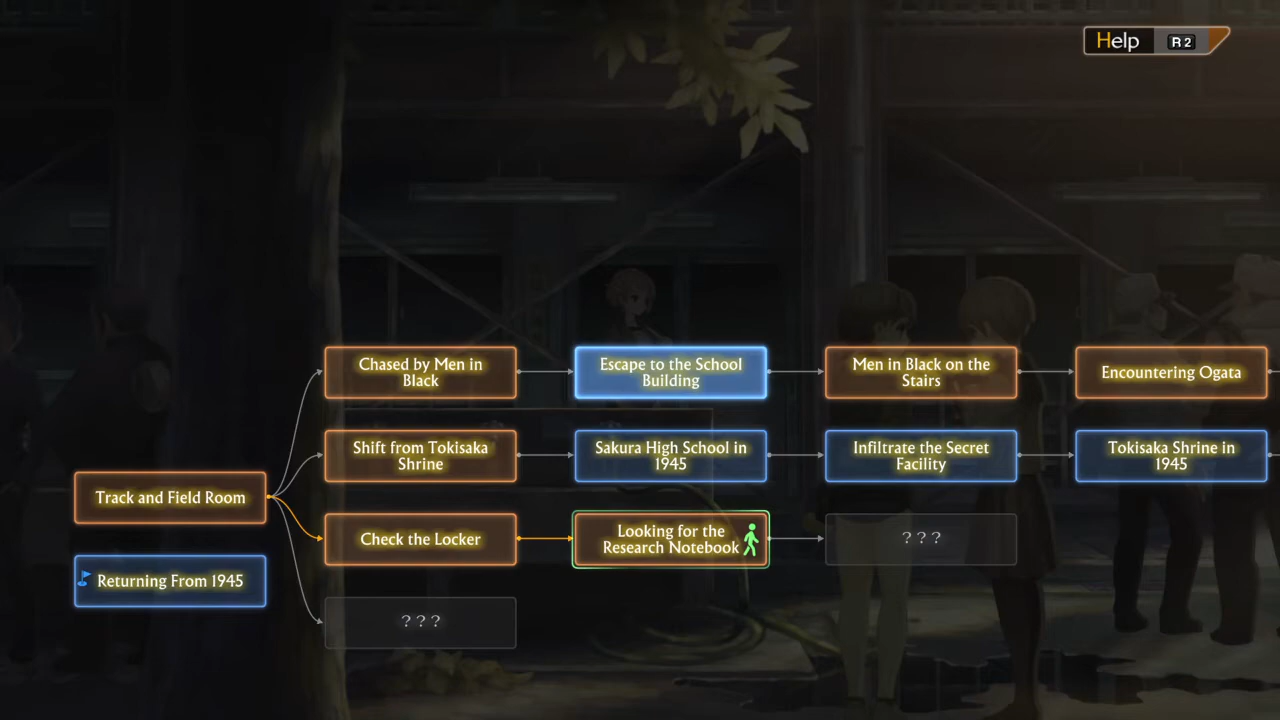 Help R2
Chased by Men in
Black
Escape to the School
Building
Men in Black on the
Stairs
Encountering Ogata
Shift from Tokisaka
Shrine
Sakura High School in
1945
Infiltrate the Secret
Facility
Tokisaka Shrine in
1945
Track and Field Room
Check the Locker
Looking for the
Research Notebook
???
Returning From 1945
???